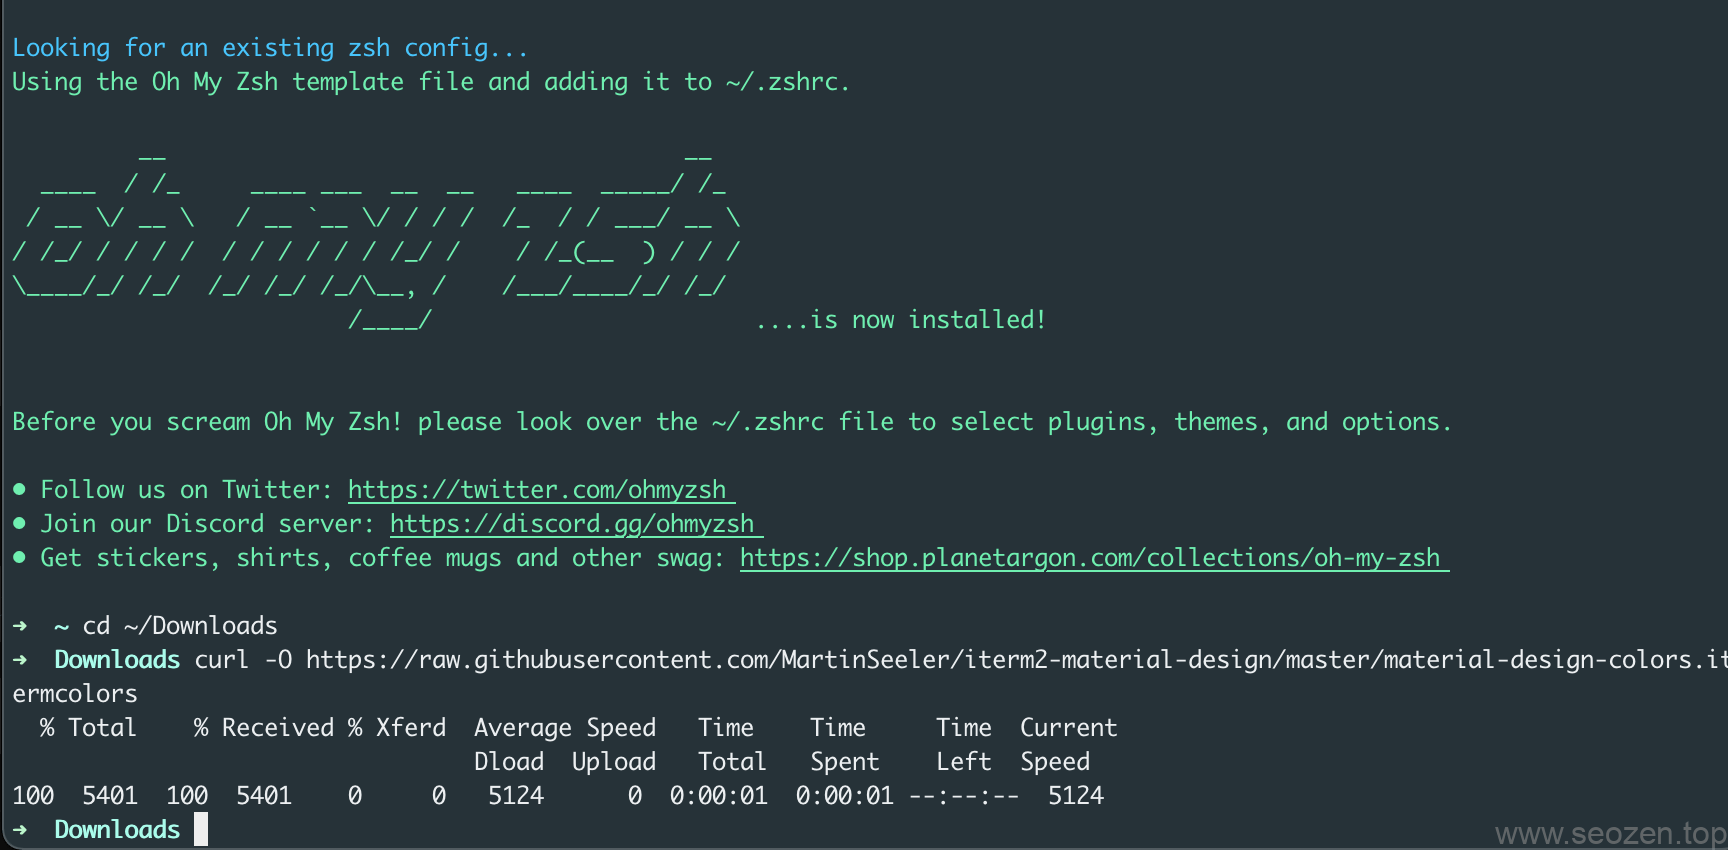 Looking for an existing zsh config...
Using the Oh My Zsh template file and adding it to ~/.zshrc.
         __                                     __
  ____  / /_     ____ ___  __  __   ____  _____/ /_
 / __ \/ __ \   / __ `__ \/ / / /  /_  / / ___/ __ \
/ /_/ / / / /  / / / / / / /_/ /    / /_(__  ) / / /
\____/_/ /_/  /_/ /_/ /_/\__, /    /___/____/_/ /_/
                        /____/                       ....is now installed!
Before you scream Oh My Zsh! please look over the ~/.zshrc file to select plugins, themes, and options.
• Follow us on Twitter: https://twitter.com/ohmyzsh
• Join our Discord server: https://discord.gg/ohmyzsh
• Get stickers, shirts, coffee mugs and other swag: https://shop.planetargon.com/collections/oh-my-zsh
➜  ~ cd ~/Downloads
➜  Downloads curl -O https://raw.githubusercontent.com/MartinSeeler/iterm2-material-design/master/material-design-colors.it
ermcolors
  % Total    % Received % Xferd  Average Speed   Time    Time     Time  Current
                                 Dload  Upload   Total   Spent    Left  Speed
100  5401  100  5401    0     0   5124      0  0:00:01  0:00:01 --:--:--  5124
➜  Downloads
www.seozen.top